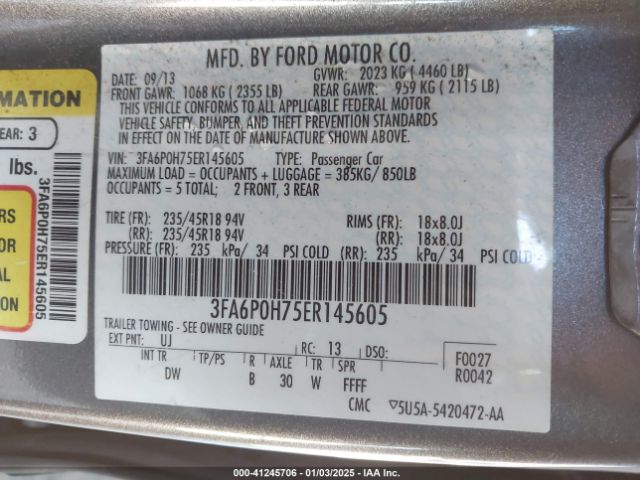 MFD. BY FORD MOTOR CO.
DATE: 09/13 GVWR: 2023 KG ( 4460 LB)
FRONT GAWR: 1068 KG ( 2355 LB) REAR GAWR: 959 KG ( 2115 LB)
THIS VEHICLE CONFORMS TO ALL APPLICABLE FEDERAL MOTOR
VEHICLE SAFETY, BUMPER, AND THEFT PREVENTION STANDARDS
IN EFFECT ON THE DATE OF MANUFACTURE SHOWN ABOVE.
VIN: 3FA6P0H75ER145605 TYPE: Passenger Car
MAXIMUM LOAD = OCCUPANTS + LUGGAGE = 385KG/ 850LB
OCCUPANTS = 5 TOTAL; 2 FRONT, 3 REAR
TIRE (FR): 235/45R18 94V RIMS (FR): 18x8.0J
(RR): 235/45R18 94V (RR): 18x8.0J
PRESSURE (FR): 235 kPa/ 34 PSI COLD (RR): 235 kPa/ 34 PSI COLD
3FA6P0H75ER145605
TRAILER TOWING - SEE OWNER GUIDE
EXT PNT: UJ RC: 13 DSO: F0027
INT TR TP/PS R AXLE TR SPR R0042
DW B 30 W FFFF
CMC ▽5U5A-5420472-AA
RMATION
EAR: 3
lbs.
RS
OR
AL
ION
3FA6P0H75ER145605
000-41245706 - 01/03/2025 - IAA Inc.